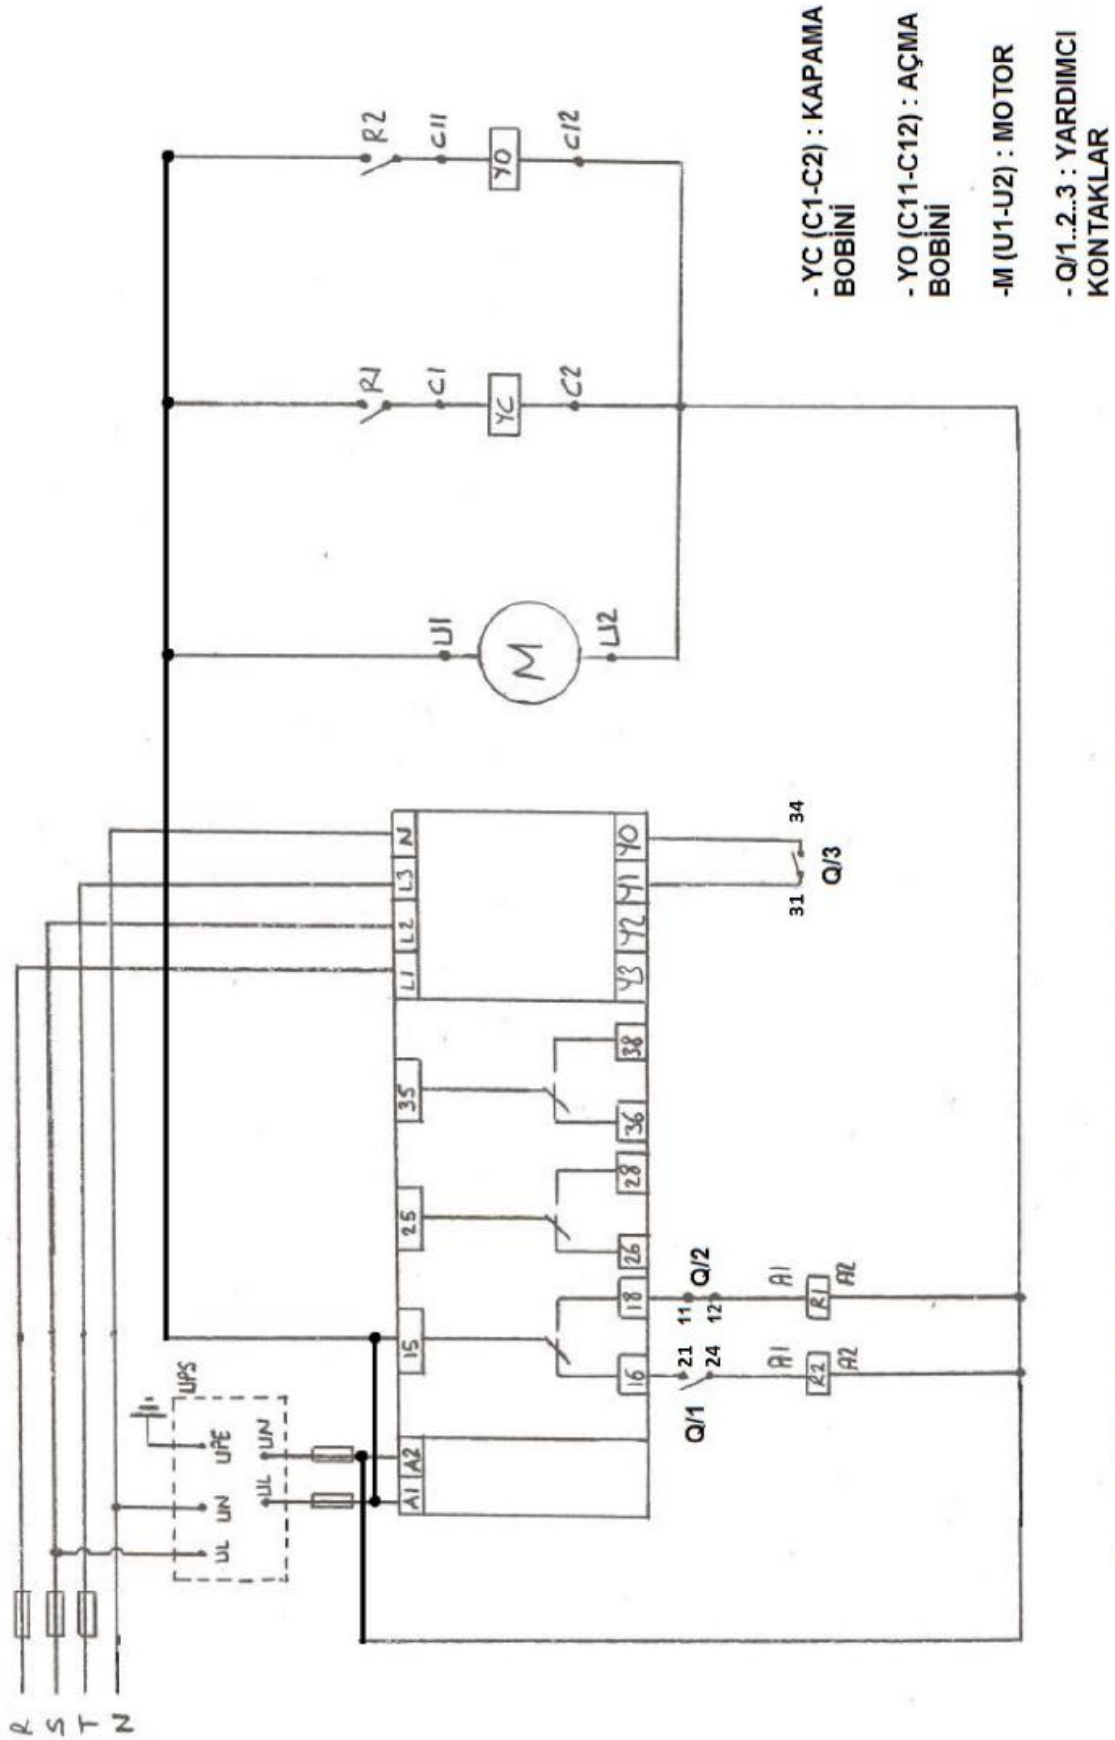 R
S
T
N
UPS
UL
UN
UPE
UL
UN
A1
A2
15
25
35
L1
L2
L3
N
16
18
26
28
36
38
Y3
Y2
Y1
Y0
Q/1
21
24
11
12
Q/2
A1
R2
A2
A1
R1
A2
31
34
Q/3
U1
M
U2
R1
C1
YC
C2
R2
C11
YO
C12
- YC (C1-C2) : KAPAMA
BOBİNİ
- YO (C11-C12) : AÇMA
BOBİNİ
-M (U1-U2) : MOTOR
- Q/1..2..3 : YARDIMCI
KONTAKLAR